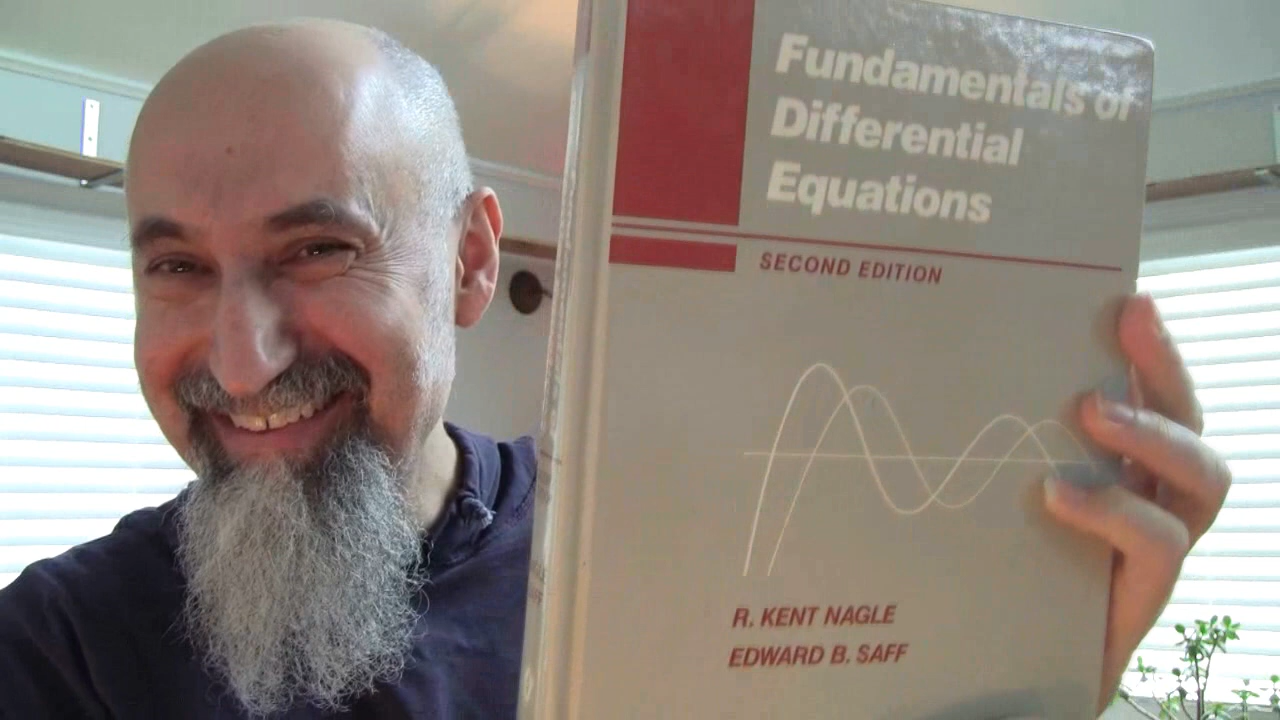 Fundamentals of
Differential
Equations
SECOND EDITION
R. KENT NAGLE
EDWARD B. SAFF